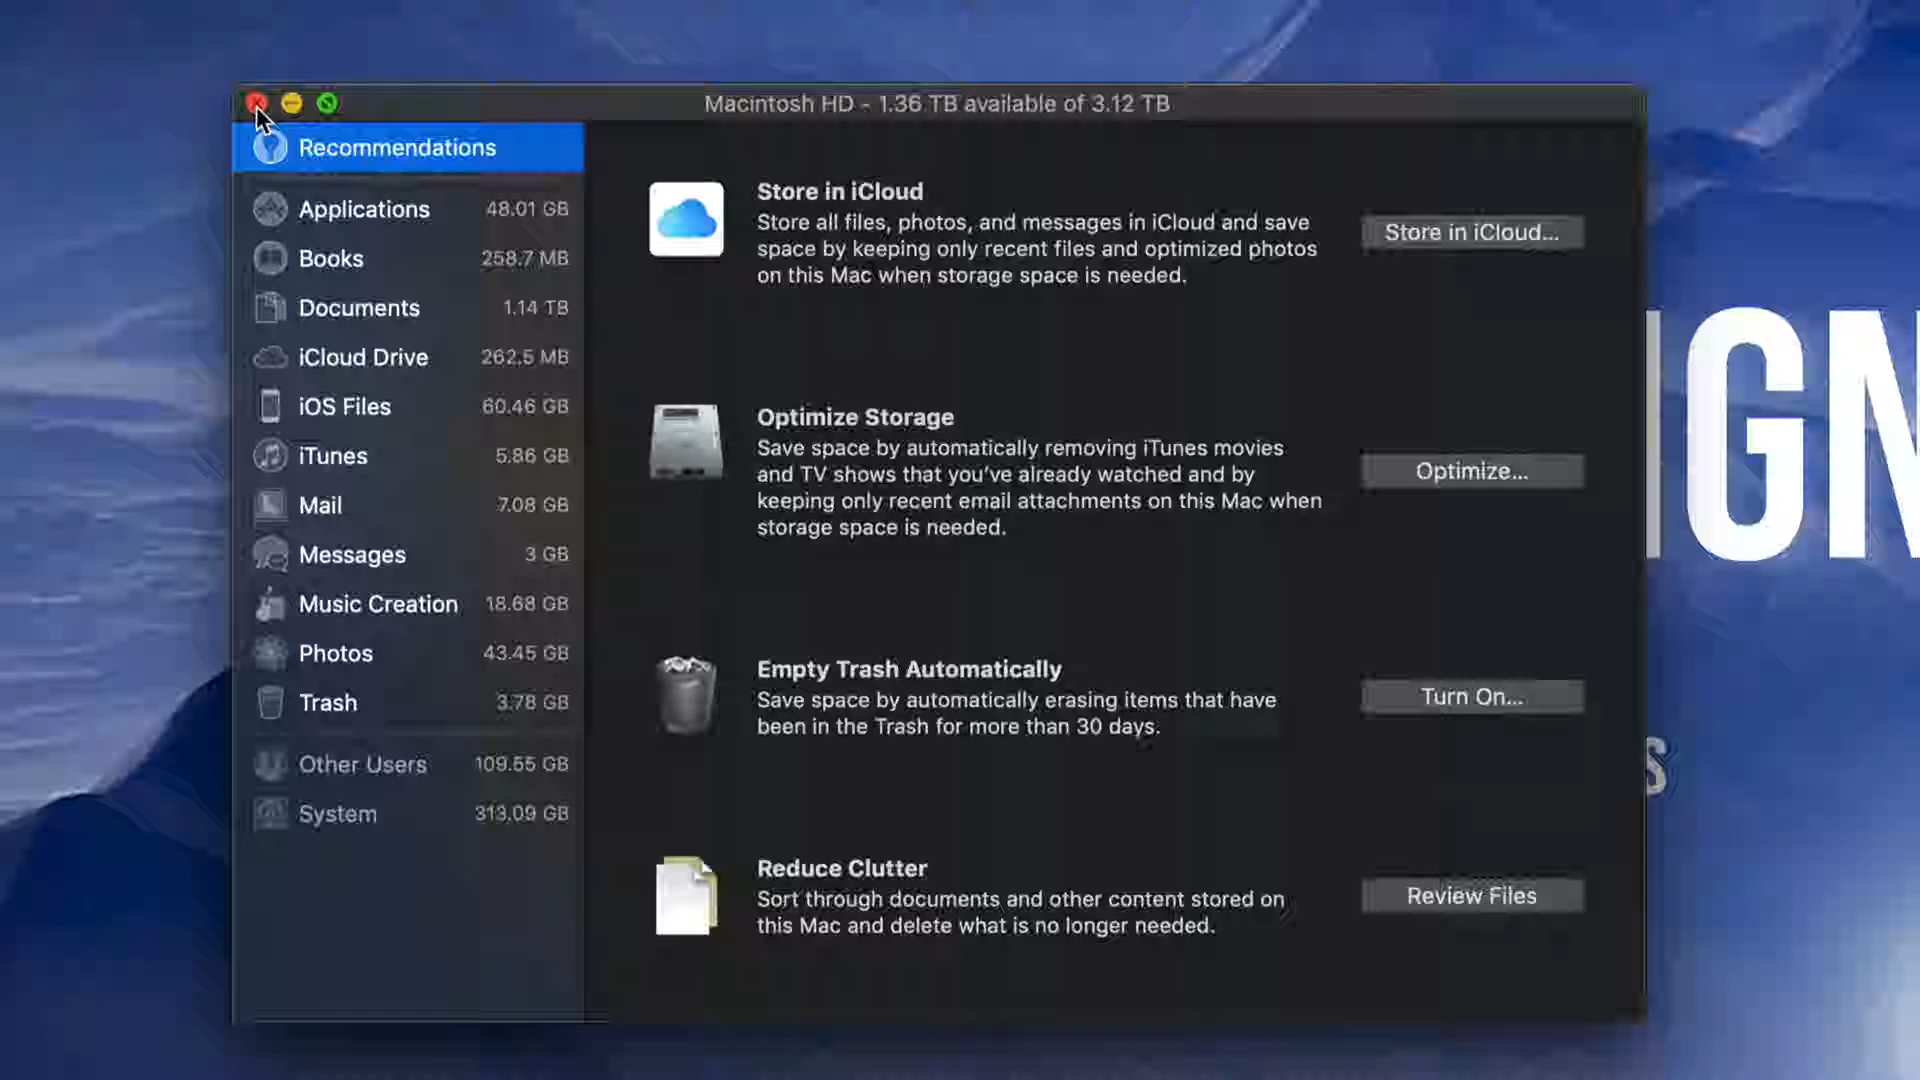 Macintosh HD - 1.36 TB available of 3.12 TB
Recommendations
Applications 48.01 GB
Books 258.7 MB
Documents 1.14 TB
iCloud Drive 262.5 MB
iOS Files 60.46 GB
iTunes 5.86 GB
Mail 7.08 GB
Messages 3 GB
Music Creation 18.68 GB
Photos 43.45 GB
Trash 3.78 GB
Other Users 109.55 GB
System 313.09 GB
Store in iCloud
Store all files, photos, and messages in iCloud and save
space by keeping only recent files and optimized photos
on this Mac when storage space is needed.
Store in iCloud...
Optimize Storage
Save space by automatically removing iTunes movies
and TV shows that you've already watched and by
keeping only recent email attachments on this Mac when
storage space is needed.
Optimize...
Empty Trash Automatically
Save space by automatically erasing items that have
been in the Trash for more than 30 days.
Turn On...
Reduce Clutter
Sort through documents and other content stored on
this Mac and delete what is no longer needed.
Review Files